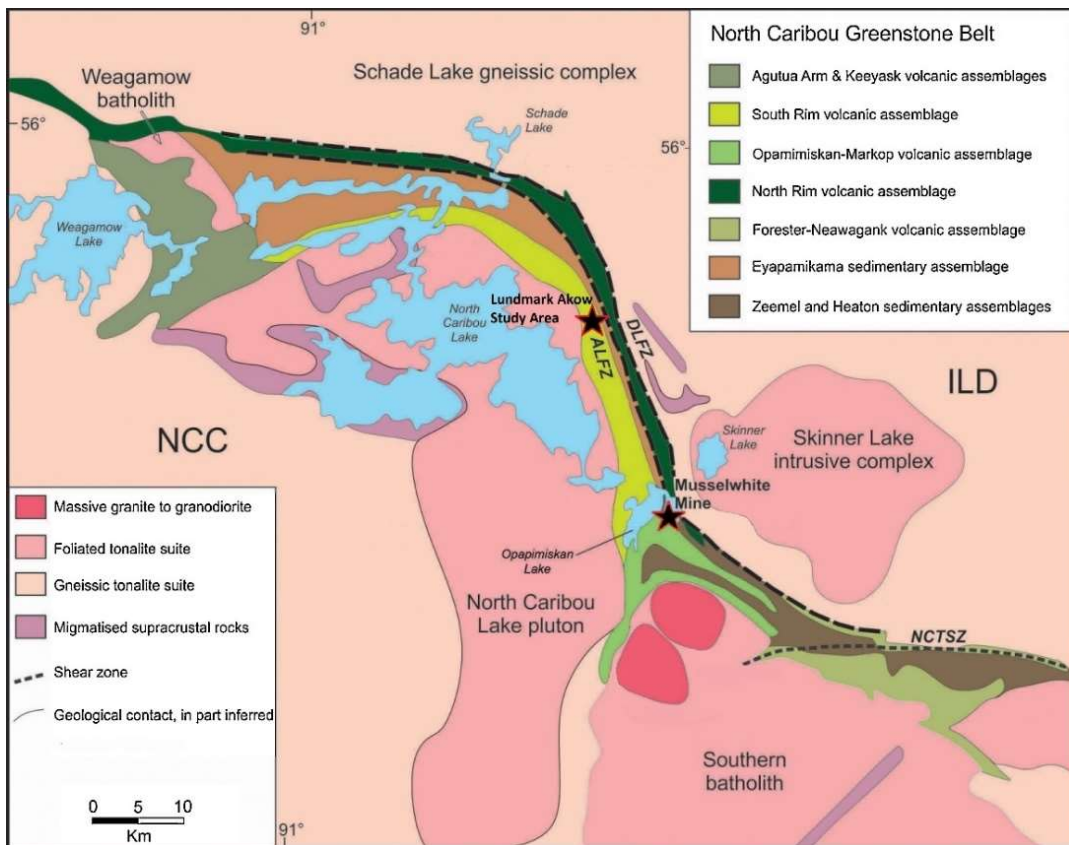 91°
Schade Lake gneissic complex
Weagamow
batholith
56°
Schade
Lake
56°
Weagamow
Lake
North
Caribou
Lake
Lundmark Akow
Study Area
ALFZ
DLFZ
ILD
NCC
Skinner
Lake
Skinner Lake
intrusive complex
Musselwhite
Mine
Opapimiskan
Lake
North Caribou
Lake pluton
NCTSZ
Southern
batholith
91°
North Caribou Greenstone Belt
Agutua Arm & Keeyask volcanic assemblages
South Rim volcanic assemblage
Opamimiskan-Markop volcanic assemblage
North Rim volcanic assemblage
Forester-Neawagank volcanic assemblage
Eyapamikama sedimentary assemblage
Zeemel and Heaton sedimentary assemblages
Massive granite to granodiorite
Foliated tonalite suite
Gneissic tonalite suite
Migmatised supracrustal rocks
Shear zone
Geological contact, in part inferred
0 5 10
Km